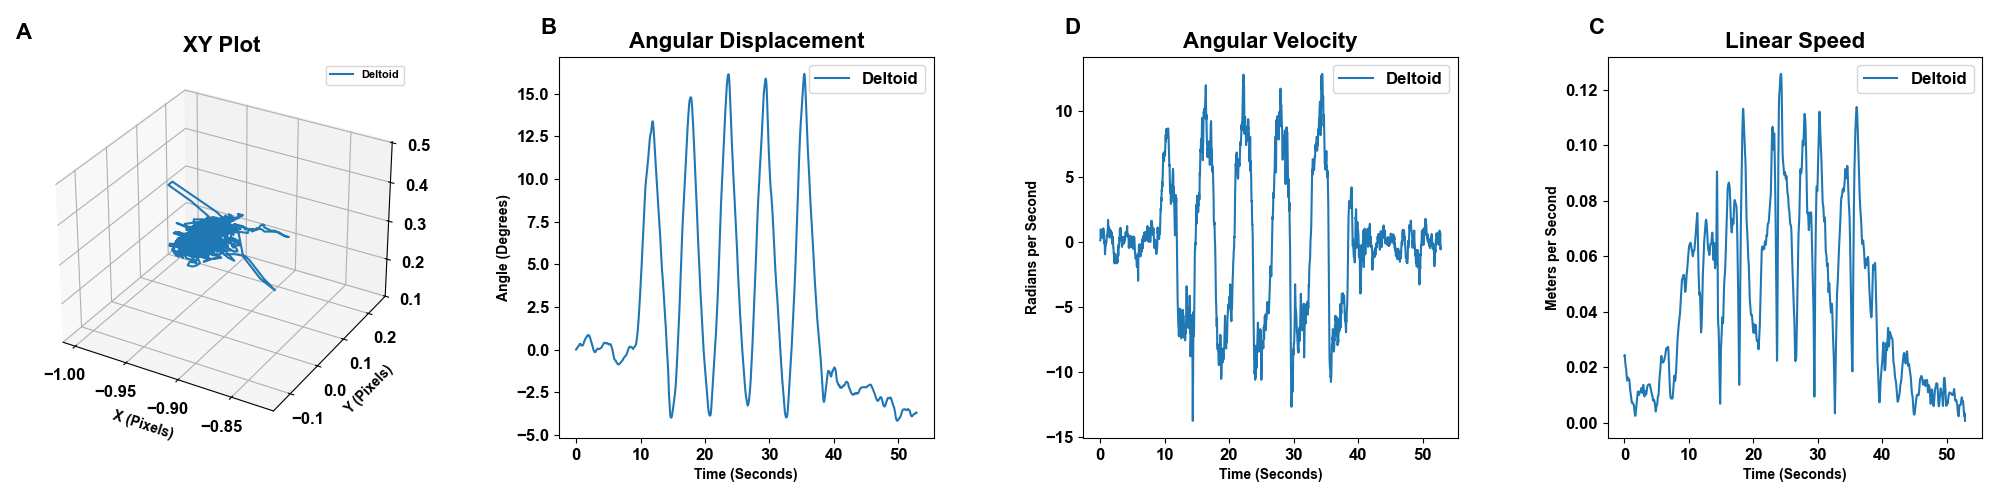 A
XY Plot
Deltoid
0.5
0.4
0.3
0.2
0.1
−1.00
−0.95
−0.90
−0.85
X (Pixels)
−0.1
0.0
0.1
0.2
Y (Pixels)
B
Angular Displacement
Deltoid
15.0
12.5
10.0
7.5
5.0
2.5
0.0
−2.5
−5.0
Angle (Degrees)
0 10 20 30 40 50
Time (Seconds)
D
Angular Velocity
Deltoid
10
5
0
−5
−10
−15
Radians per Second
0 10 20 30 40 50
Time (Seconds)
C
Linear Speed
Deltoid
0.12
0.10
0.08
0.06
0.04
0.02
0.00
Meters per Second
0 10 20 30 40 50
Time (Seconds)